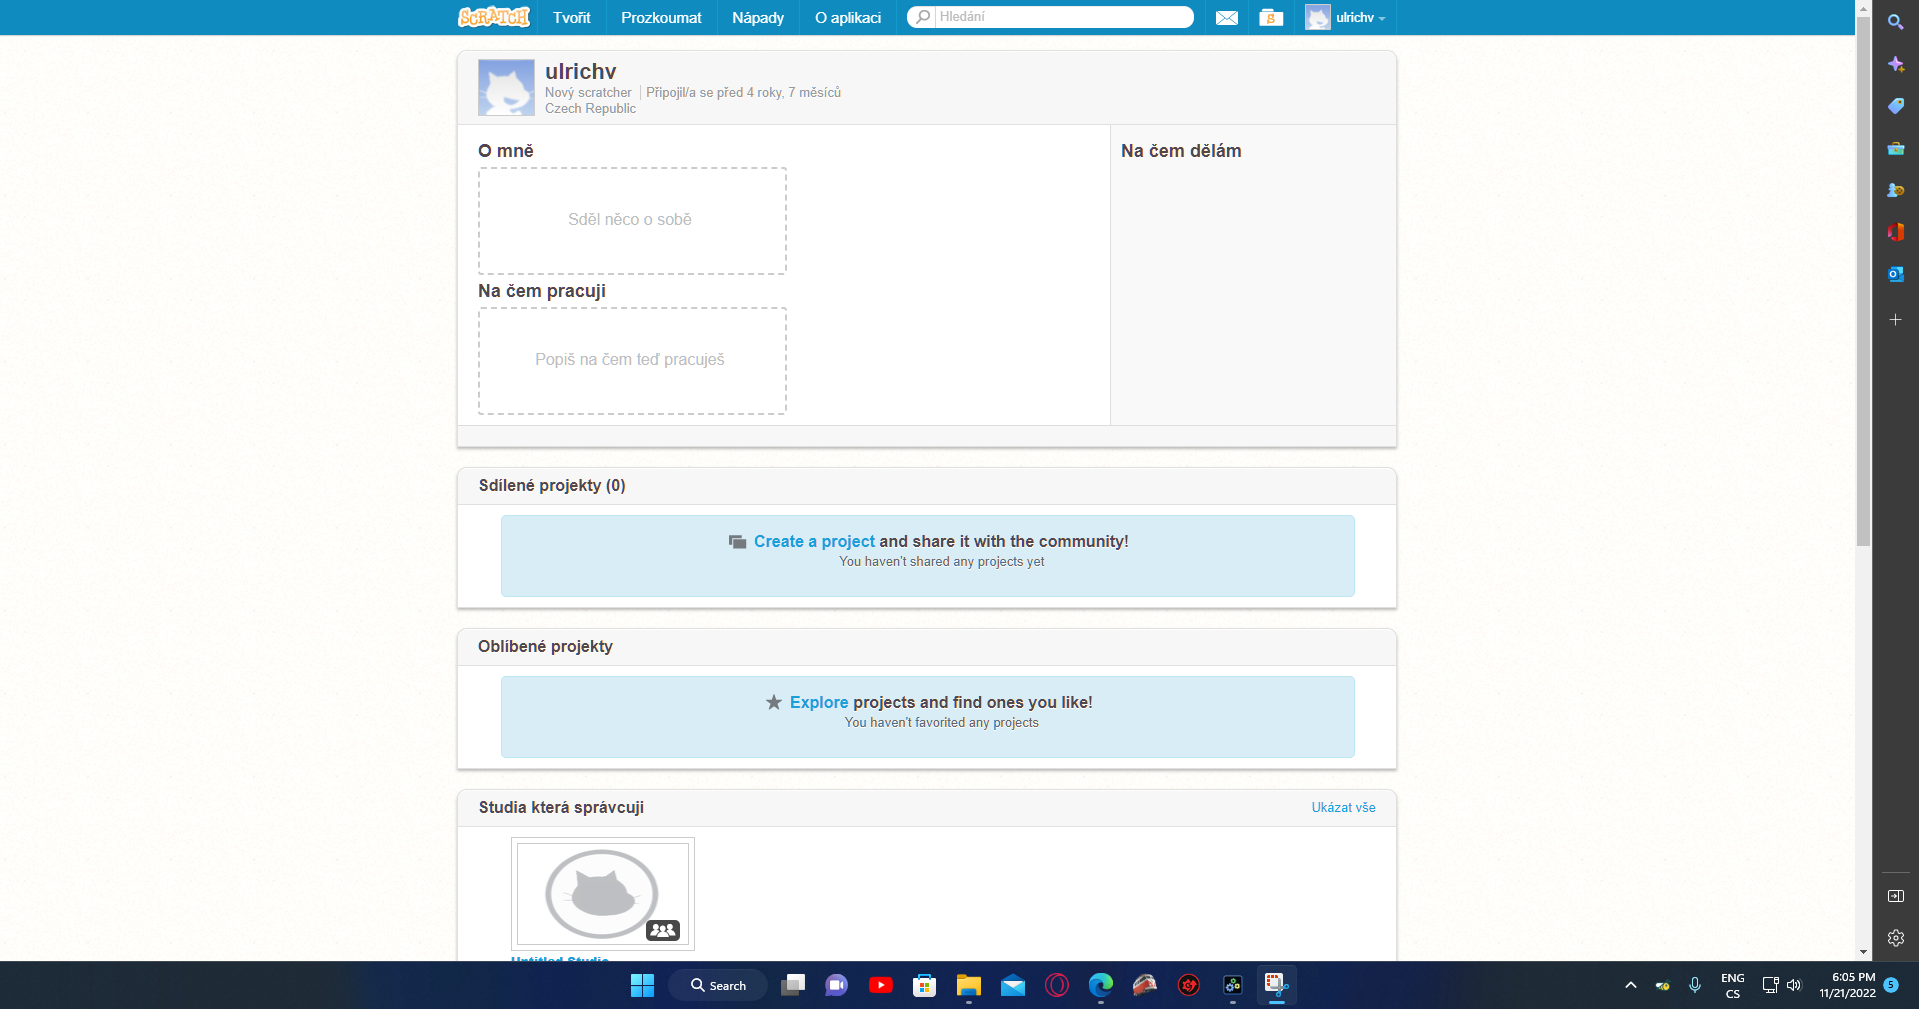 SCRATCH Tvořit Prozkoumat Nápady O aplikaci Hledání ulrichv
ulrichv
Nový scratcher Připojil/a se před 4 roky, 7 měsíců
Czech Republic
O mně
Na čem dělám
Sděl něco o sobě
Na čem pracuji
Popiš na čem teď pracuješ
Sdílené projekty (0)
Create a project and share it with the community!
You haven't shared any projects yet
Oblíbené projekty
Explore projects and find ones you like!
You haven't favorited any projects
Studia která správcuji
Ukázat vše
Untitled Studio
Search
ENG
CS
6:05 PM
11/21/2022
5